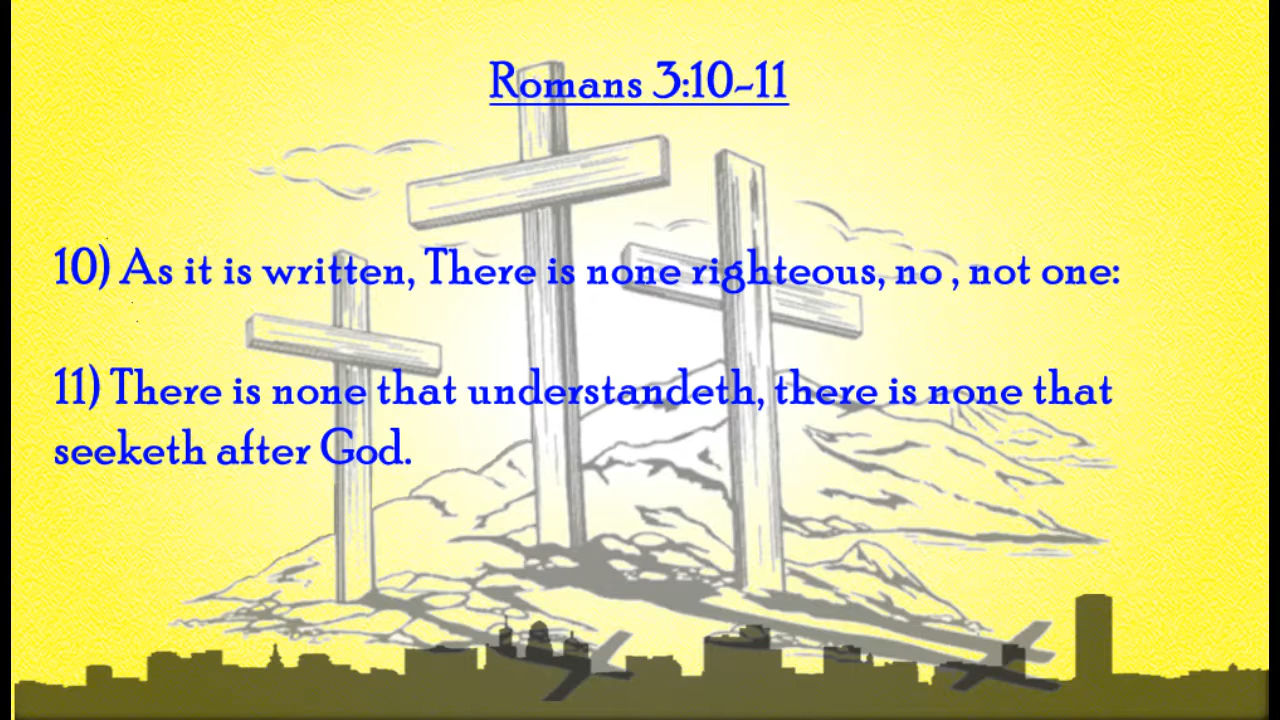 Romans 3:10-11
10) As it is written, There is none righteous, no , not one:
11) There is none that understandeth, there is none that
seeketh after God.